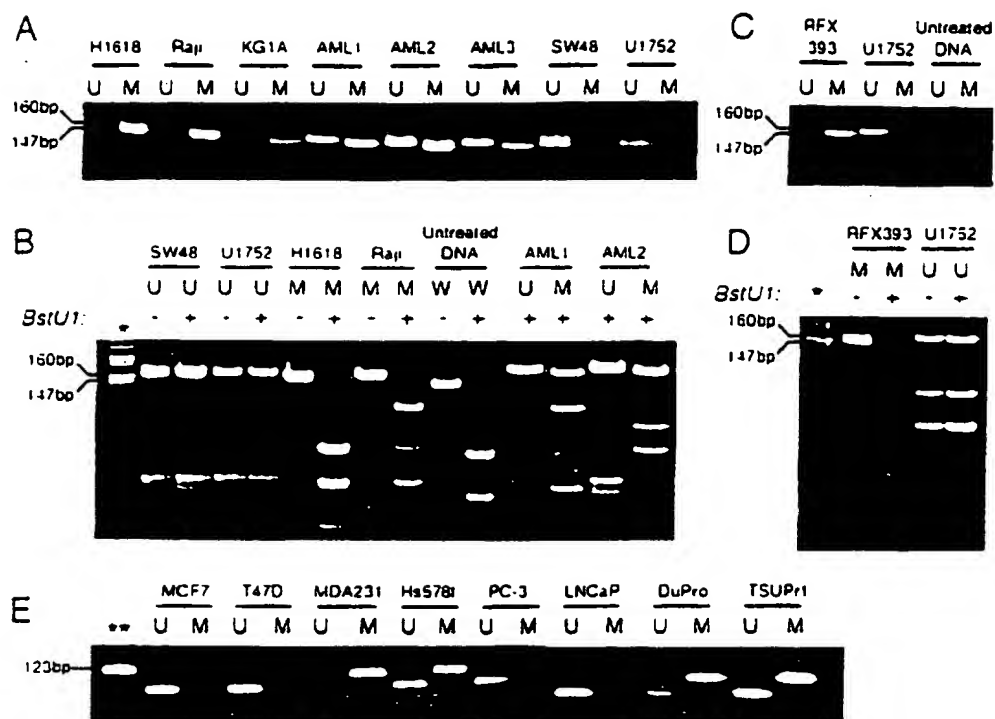 A
H1618 Raji KG1A AML1 AML2 AML3 SW48 U1752
U M U M U M U M U M U M U M U M
160bp
147bp
C
RFX 393 U1752 Untreated DNA
U M U M U M
160bp
147bp
B
SW48 U1752 H1618 Raji Untreated DNA AML1 AML2
U U U U M M M M W W U M U M
BstU1: * - + - + - + - + - + + + + +
160bp
147bp
D
RFX393 U1752
M M U U
BstU1: * - + - +
160bp
147bp
E
MCF7 T47D MDA231 Hs578t PC-3 LNCaP DuPro TSUPr1
** U M U M U M U M U M U M U M U M
123bp